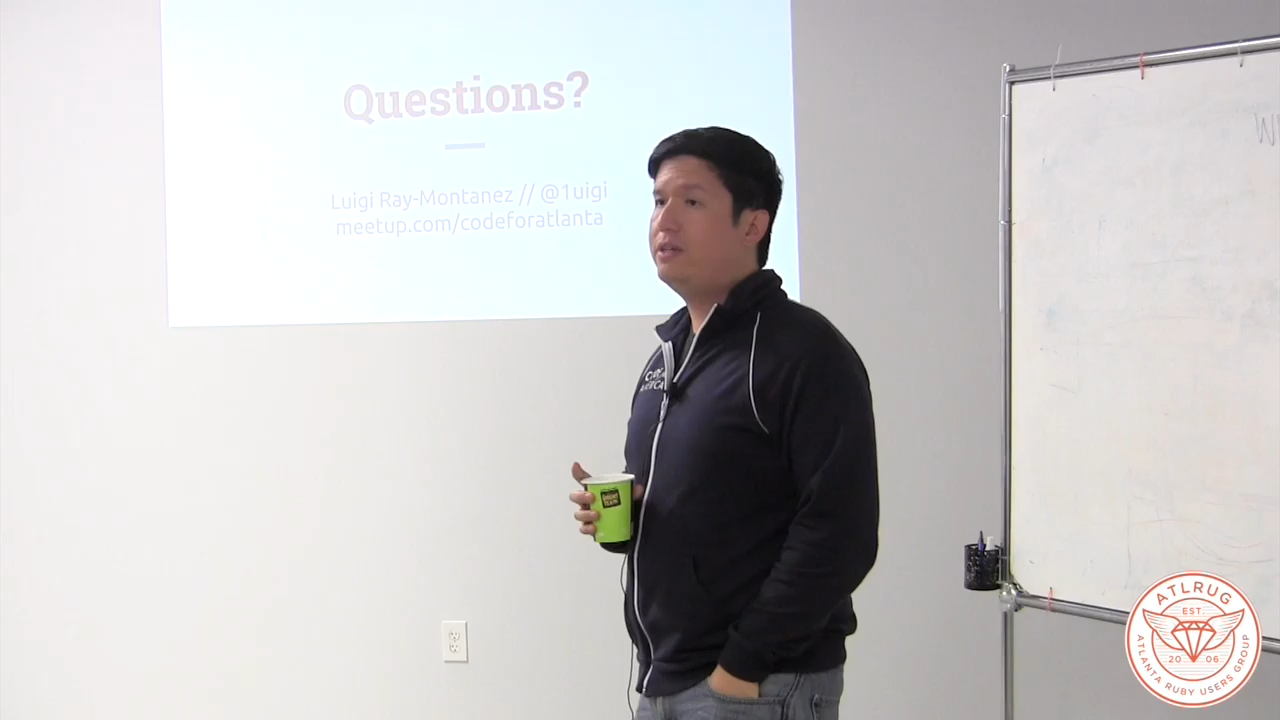 Questions?
Luigi Ray-Montanez // @1uigi
meetup.com/codeforatlanta
W
ATLRUG
EST.
20 06
ATLANTA RUBY USERS GROUP